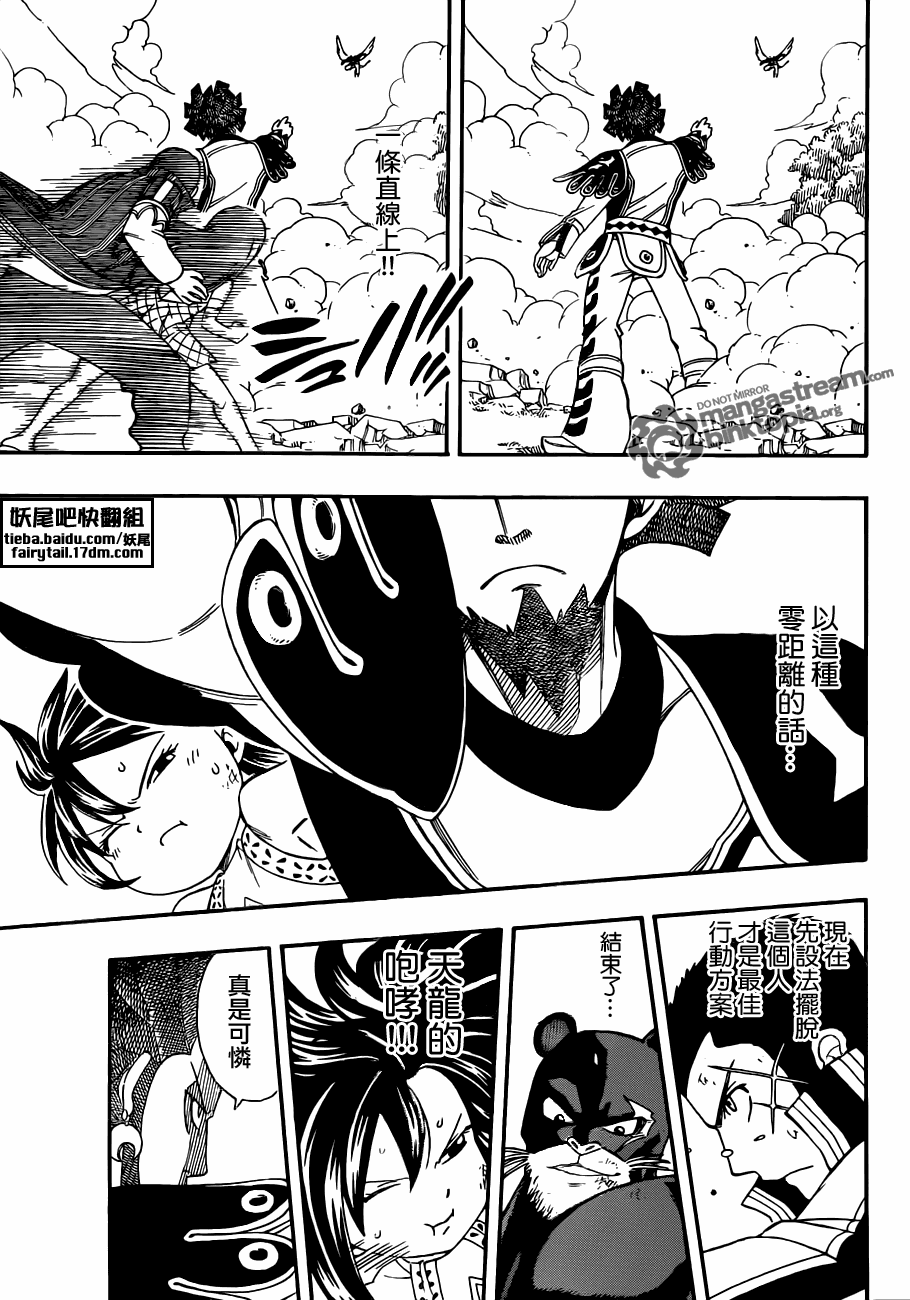 一條直線上!!
DO NOT MIRROR
mangastream.com
binktopia.org
妖尾吧快翻組
tieba.baidu.com/妖尾
fairytail.17dm.com
以這種
零距離的話…
現在
先設法擺脫
這個人
才是最佳
行動方案
結束了…
天龍的
咆哮!!!
真是可憐